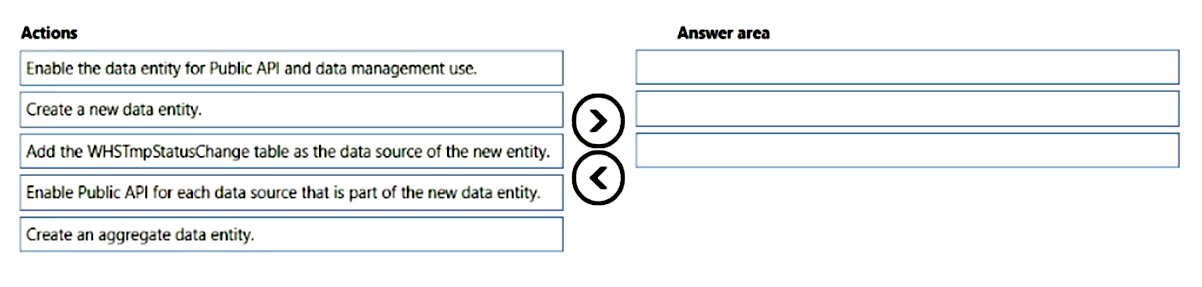 Actions
Answer area
Enable the data entity for Public API and data management use.
Create a new data entity.
Add the WHSTmpStatusChange table as the data source of the new entity.
Enable Public API for each data source that is part of the new data entity.
Create an aggregate data entity.